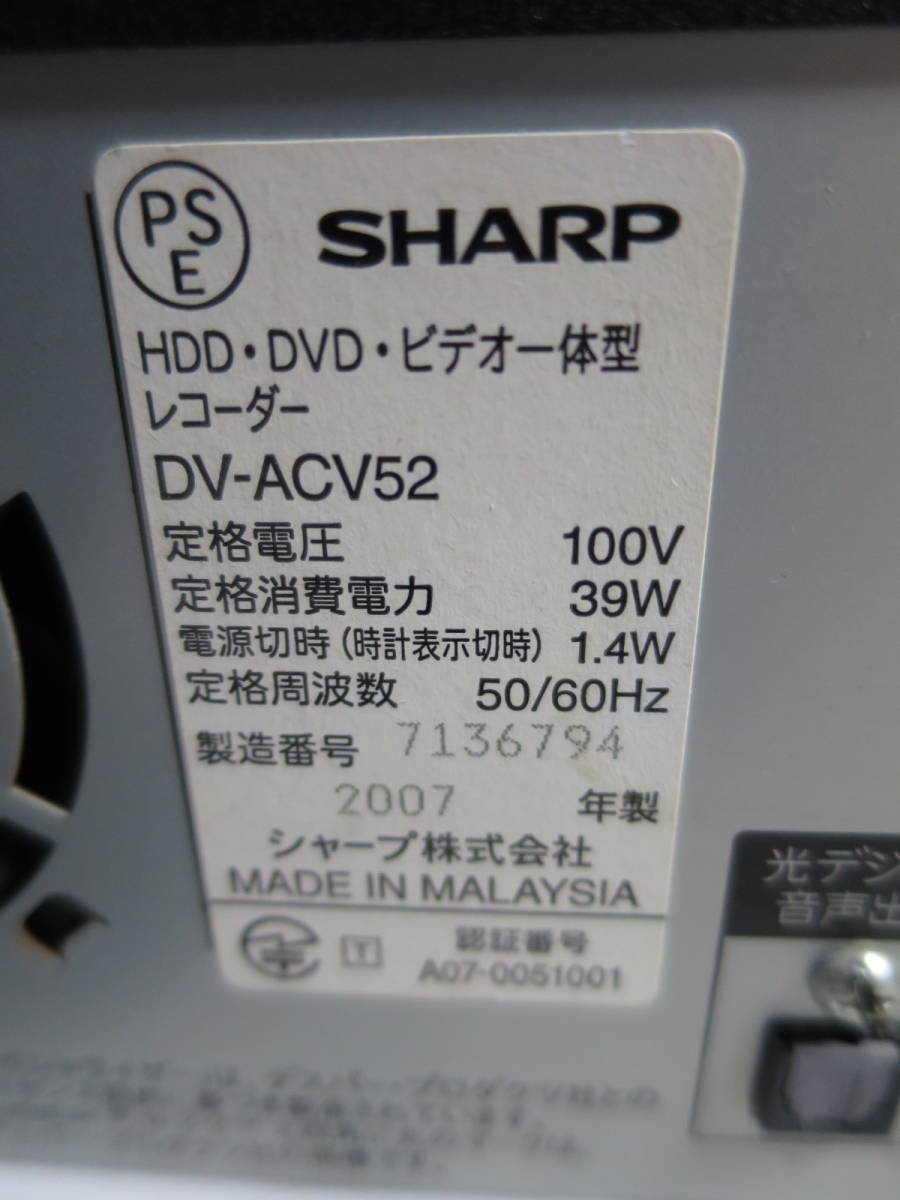 PS
E
SHARP
HDD・DVD・ビデオ一体型
レコーダー
DV-ACV52
定格電圧 100V
定格消費電力 39W
電源切時(時計表示切時) 1.4W
定格周波数 50/60Hz
製造番号 7136794
2007 年製
シャープ株式会社
MADE IN MALAYSIA
T 認証番号
A07-0051001
光デジ
音声出